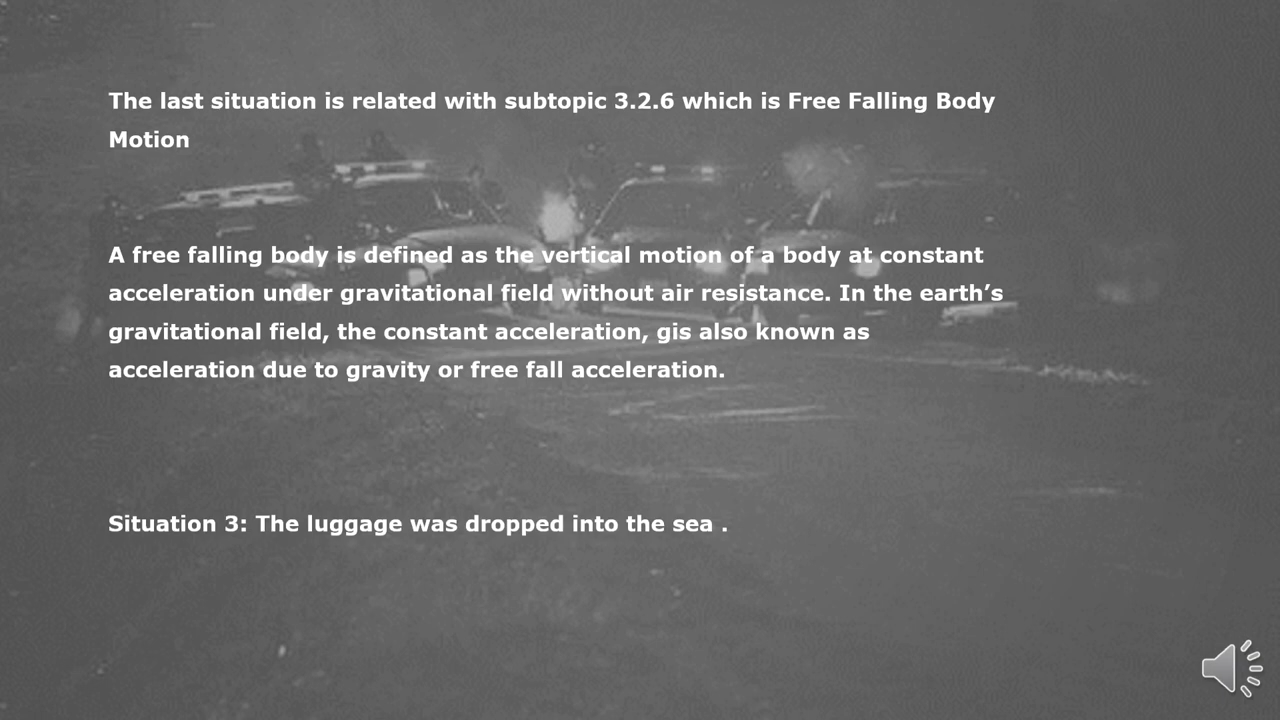 The last situation is related with subtopic 3.2.6 which is Free Falling Body
Motion
A free falling body is defined as the vertical motion of a body at constant
acceleration under gravitational field without air resistance. In the earth’s
gravitational field, the constant acceleration, gis also known as
acceleration due to gravity or free fall acceleration.
Situation 3: The luggage was dropped into the sea .